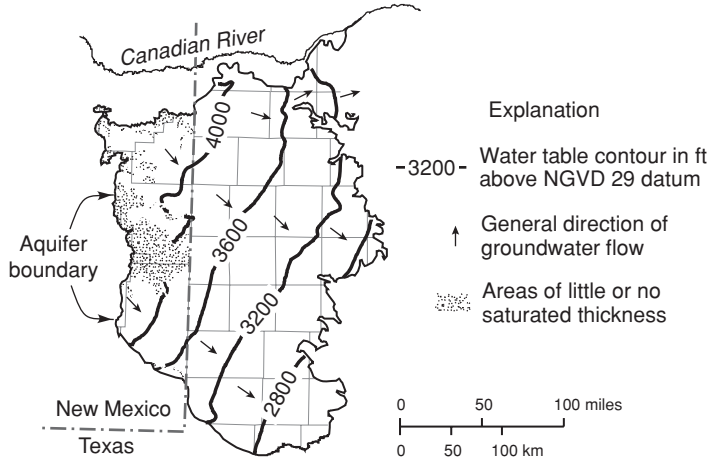 Canadian River
4000
3600
3200
2800
Aquifer
boundary
New Mexico
Texas
Explanation
-3200- Water table contour in ft
above NGVD 29 datum
General direction of
groundwater flow
Areas of little or no
saturated thickness
0 50 100 miles
0 50 100 km